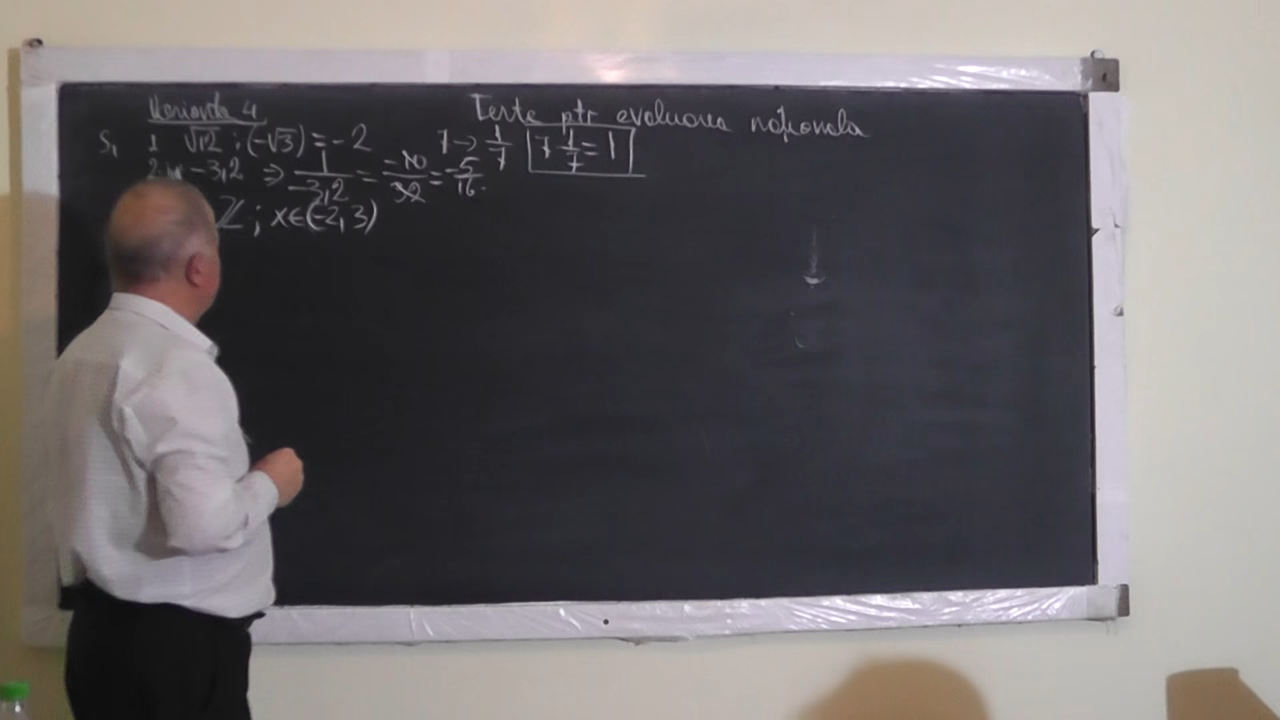 Varianta 4
Teste ptr evaluarea naționala
S₁ 1 √12 : (-√3) = -2
7 → 1/7 7·1/7 = 1
2 -3,2 ⇒ 1/-3,2 = -10/32 = -5/16
ℤ ; x∈(-2,3)